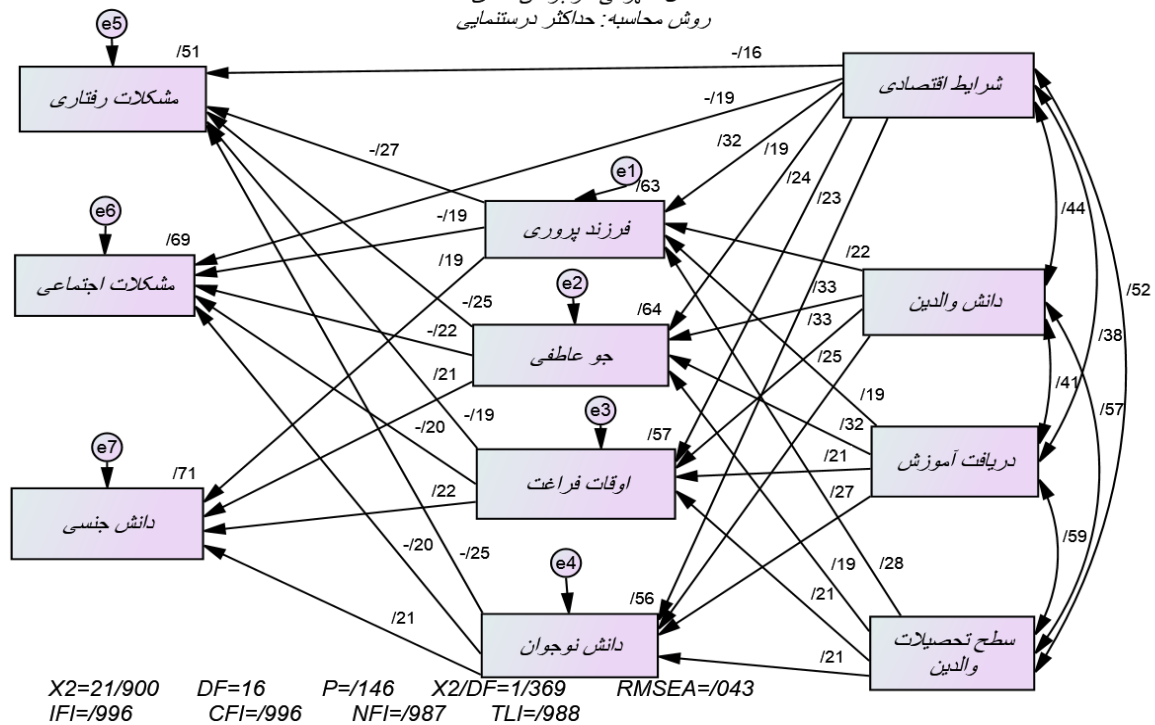 روش محاسبه: حداکثر درستنمایی
e5
/51
مشکلات رفتاری
-/16
شرایط اقتصادی
-/19
/32
/19
/24
/23
-/27
e1
/63
فرزند پروری
/44
e6
/69
مشکلات اجتماعی
-/19
/19
/22
دانش والدین
/52
/38
e2
/64
جو عاطفی
-/25
-/22
/21
/33
/33
/25
/41
/57
e3
/57
اوقات فراغت
-/19
-/20
/22
/19
/32
/21
/27
دریافت آموزش
e7
/71
دانش جنسی
-/20
-/25
/21
e4
/56
دانش نوجوان
/19
/28
/21
/21
/59
سطح تحصیلات
والدین
X2=21/900 DF=16 P=/146 X2/DF=1/369 RMSEA=/043
IFI=/996 CFI=/996 NFI=/987 TLI=/988